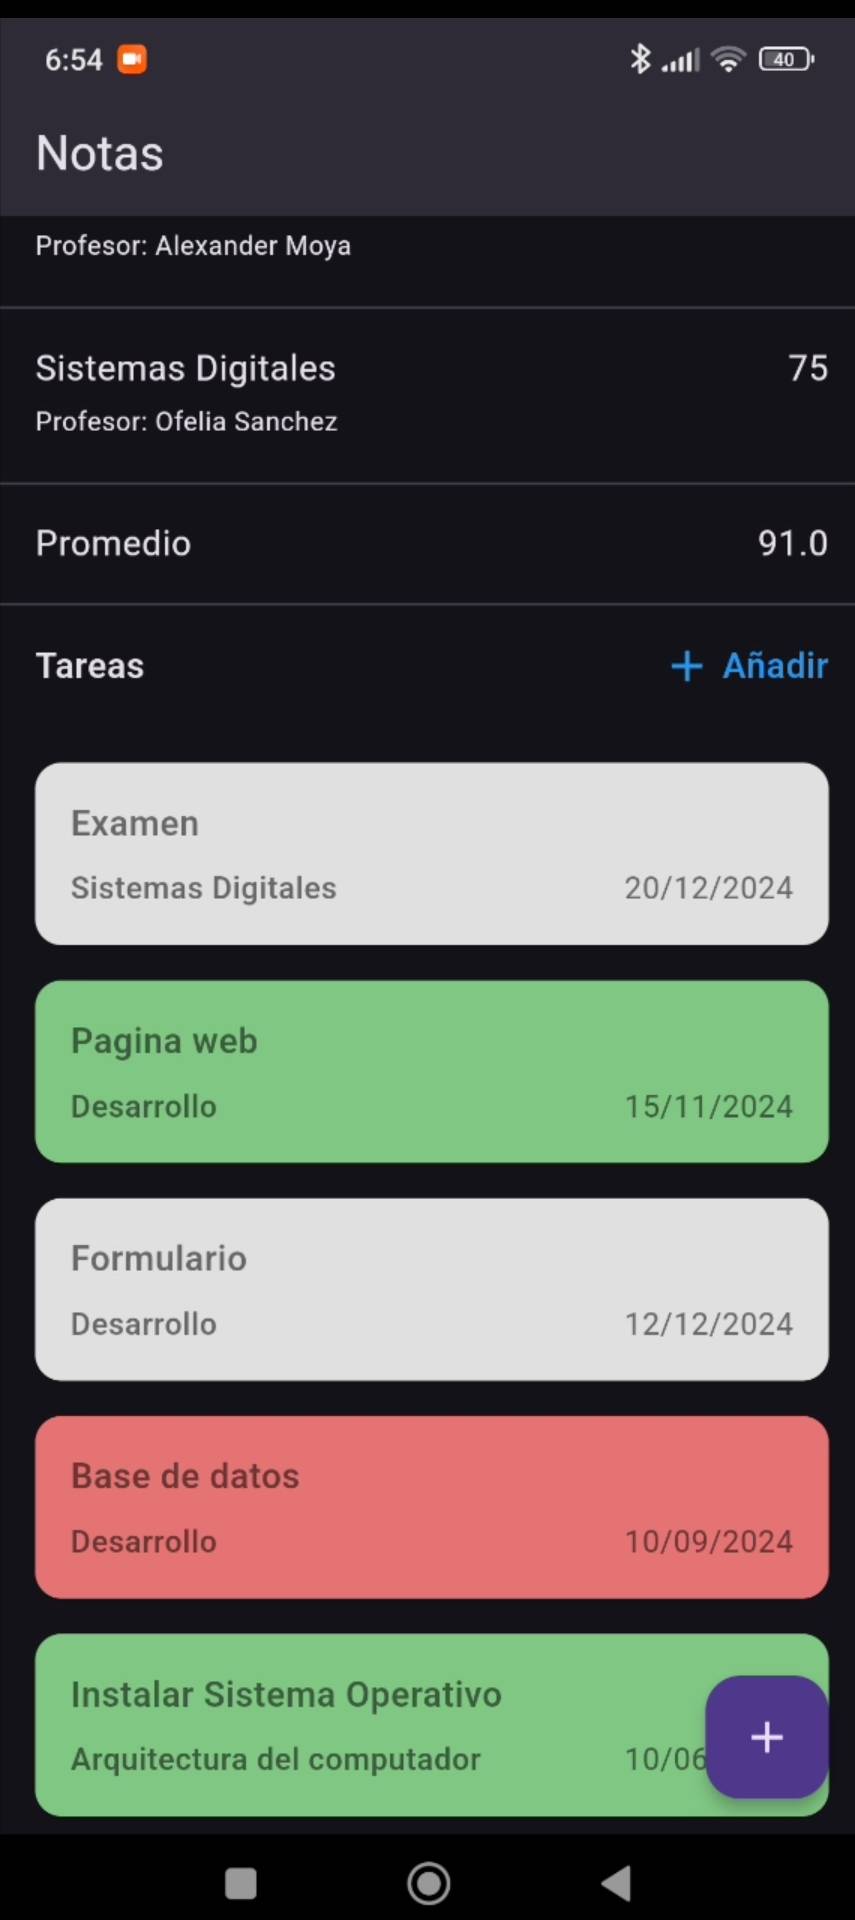 6:54
40
Notas
Profesor: Alexander Moya
Sistemas Digitales 75
Profesor: Ofelia Sanchez
Promedio 91.0
Tareas + Añadir
Examen
Sistemas Digitales 20/12/2024
Pagina web
Desarrollo 15/11/2024
Formulario
Desarrollo 12/12/2024
Base de datos
Desarrollo 10/09/2024
Instalar Sistema Operativo
Arquitectura del computador 10/06
+